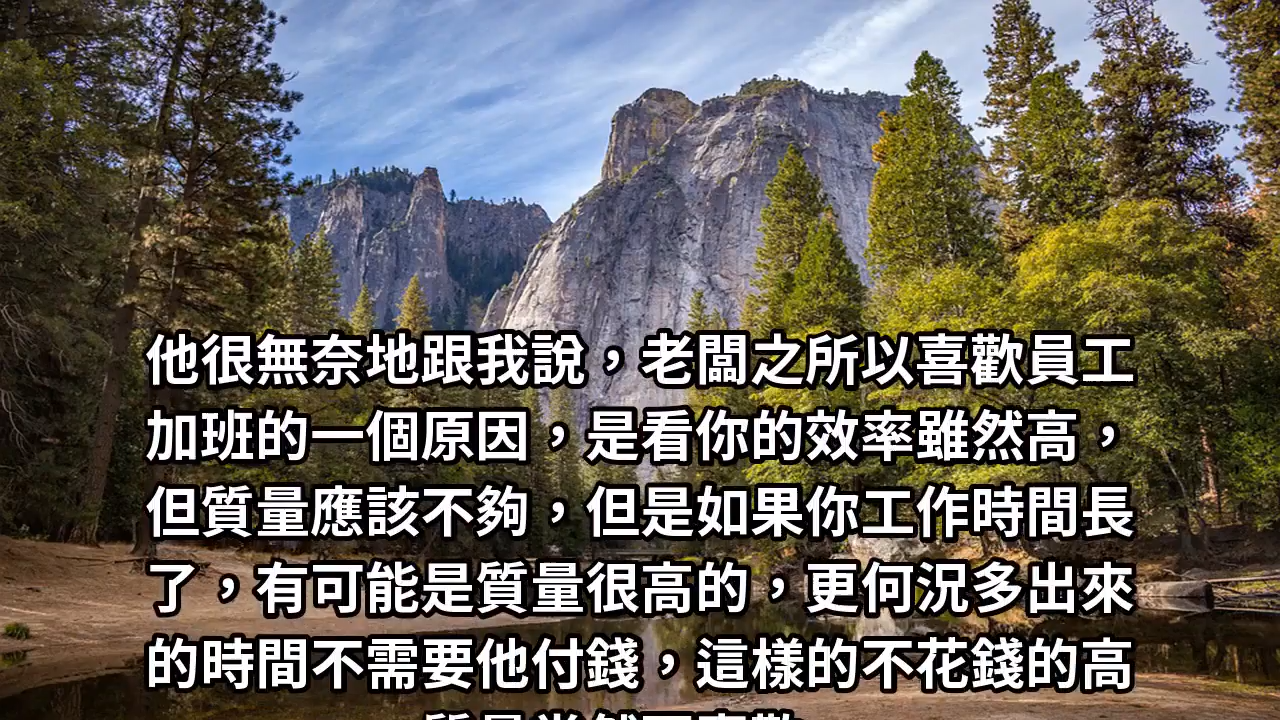 他很無奈地跟我說，老闆之所以喜歡員工
加班的一個原因，是看你的效率雖然高，
但質量應該不夠，但是如果你工作時間長
了，有可能是質量很高的，更何況多出來
的時間不需要他付錢，這樣的不花錢的高